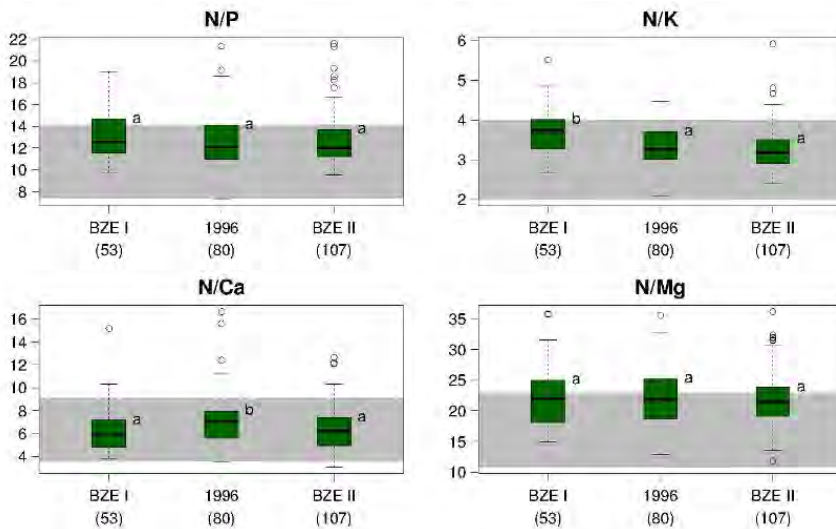 N/P
22
20
18
16
14
12
10
8
a
a
a
BZE I
1996
BZE II
(53)
(80)
(107)
N/K
6
5
4
3
2
b
a
a
BZE I
1996
BZE II
(53)
(80)
(107)
N/Ca
16
14
12
10
8
6
4
a
b
a
BZE I
1996
BZE II
(53)
(80)
(107)
N/Mg
35
30
25
20
15
10
a
a
a
BZE I
1996
BZE II
(53)
(80)
(107)